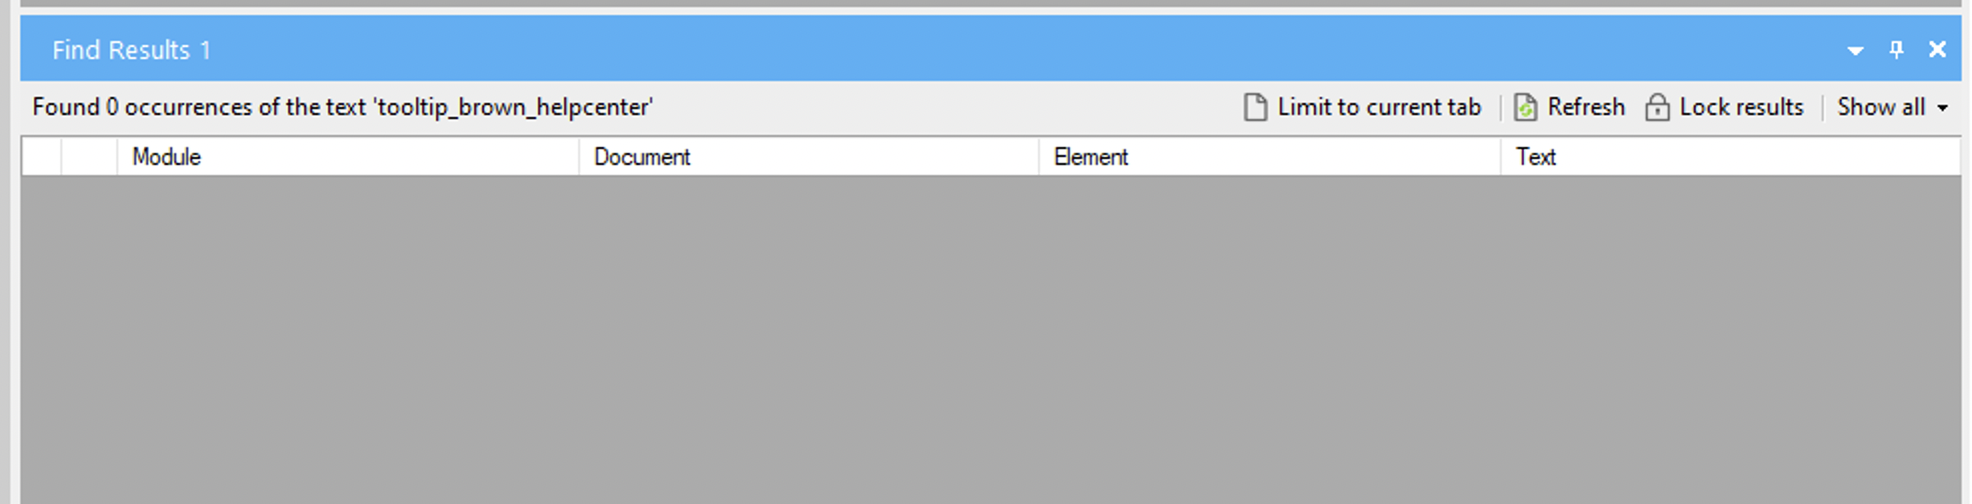 Find Results 1
Found 0 occurrences of the text 'tooltip_brown_helpcenter' Limit to current tab Refresh Lock results Show all
Module Document Element Text